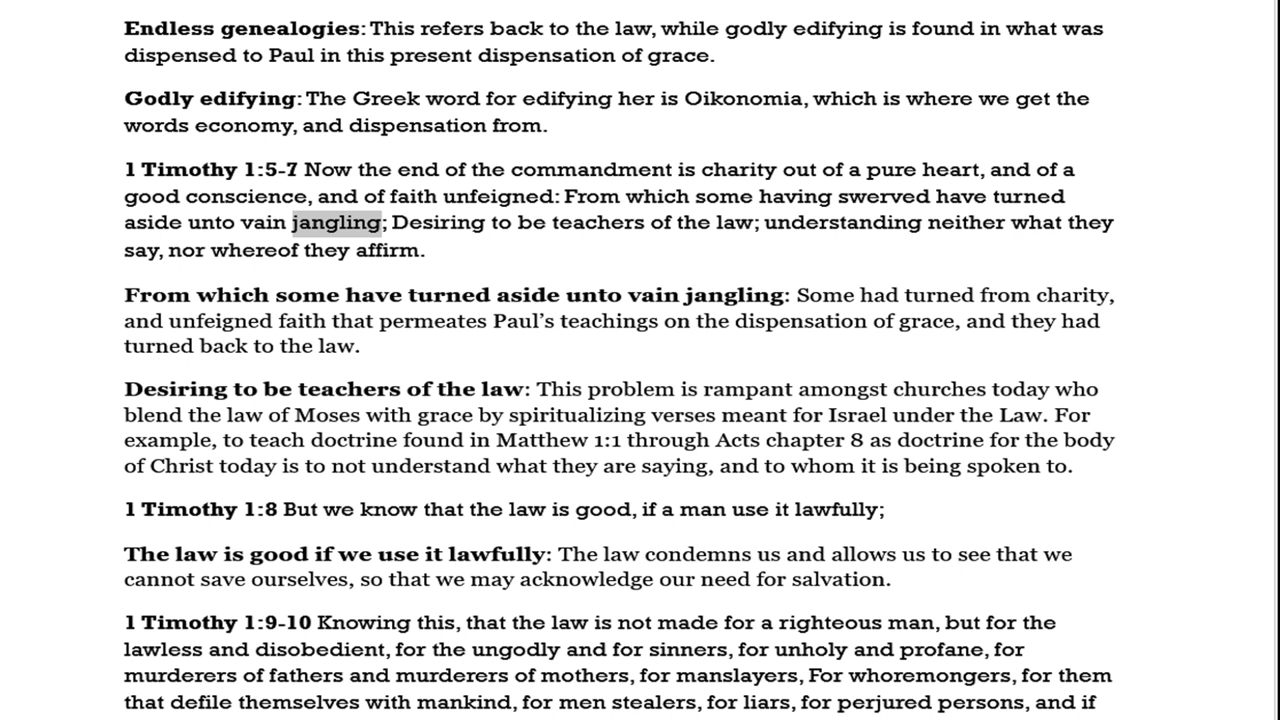 Endless genealogies: This refers back to the law, while godly edifying is found in what was
dispensed to Paul in this present dispensation of grace.
Godly edifying: The Greek word for edifying her is Oikonomia, which is where we get the
words economy, and dispensation from.
1 Timothy 1:5-7 Now the end of the commandment is charity out of a pure heart, and of a
good conscience, and of faith unfeigned: From which some having swerved have turned
aside unto vain jangling; Desiring to be teachers of the law; understanding neither what they
say, nor whereof they affirm.
From which some have turned aside unto vain jangling: Some had turned from charity,
and unfeigned faith that permeates Paul’s teachings on the dispensation of grace, and they had
turned back to the law.
Desiring to be teachers of the law: This problem is rampant amongst churches today who
blend the law of Moses with grace by spiritualizing verses meant for Israel under the Law. For
example, to teach doctrine found in Matthew 1:1 through Acts chapter 8 as doctrine for the body
of Christ today is to not understand what they are saying, and to whom it is being spoken to.
1 Timothy 1:8 But we know that the law is good, if a man use it lawfully;
The law is good if we use it lawfully: The law condemns us and allows us to see that we
cannot save ourselves, so that we may acknowledge our need for salvation.
1 Timothy 1:9-10 Knowing this, that the law is not made for a righteous man, but for the
lawless and disobedient, for the ungodly and for sinners, for unholy and profane, for
murderers of fathers and murderers of mothers, for manslayers, For whoremongers, for them
that defile themselves with mankind, for men stealers, for liars, for perjured persons, and if